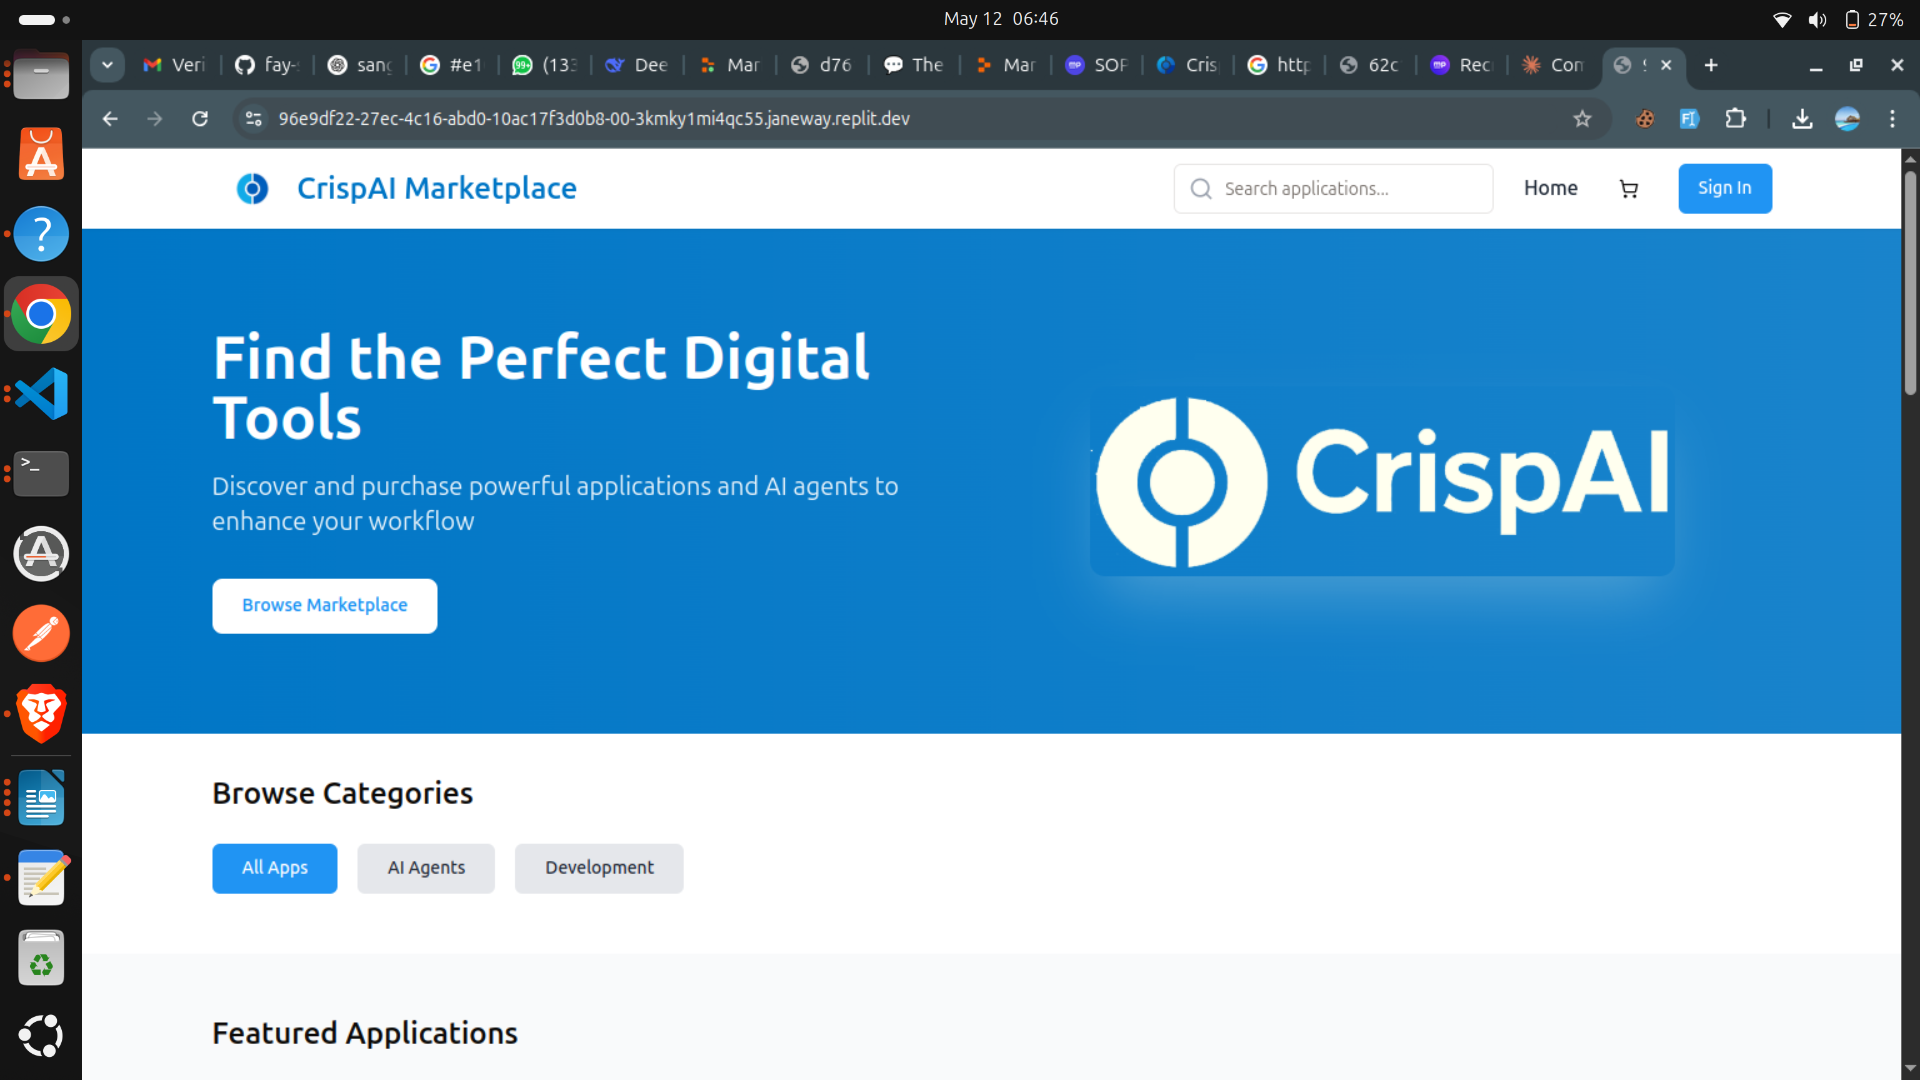 May 12 06:46
27%
Veri
fay-
sang
#e1
(133
Dee
Mar
d76
The
Mar
SOP
Cris
http
62c
Rec
Con
96e9df22-27ec-4c16-abd0-10ac17f3d0b8-00-3kmky1mi4qc55.janeway.replit.dev
CrispAI Marketplace
Search applications...
Home
Sign In
Find the Perfect Digital
Tools
Discover and purchase powerful applications and AI agents to
enhance your workflow
Browse Marketplace
CrispAI
Browse Categories
All Apps
AI Agents
Development
Featured Applications